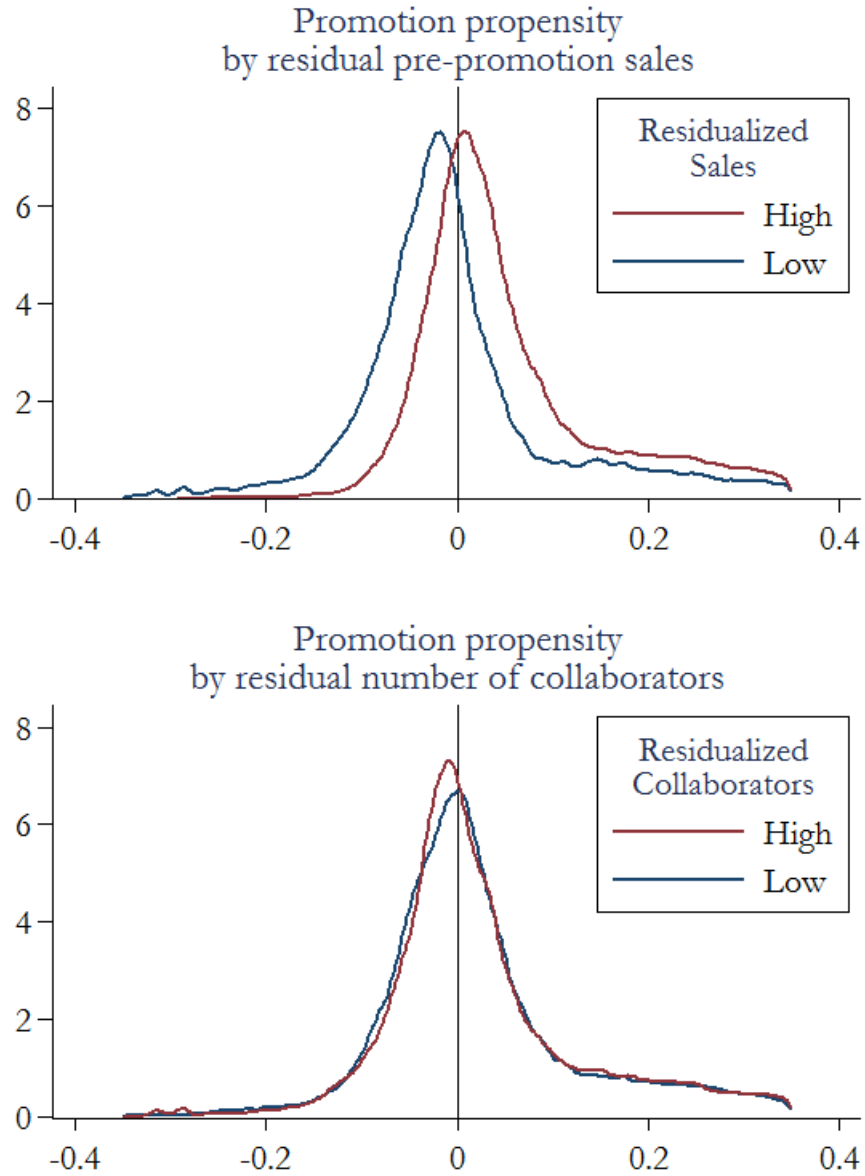 Promotion propensity
by residual pre-promotion sales
8
6
4
2
0
-0.4
-0.2
0
0.2
0.4
Residualized
Sales
High
Low
Promotion propensity
by residual number of collaborators
8
6
4
2
0
-0.4
-0.2
0
0.2
0.4
Residualized
Collaborators
High
Low